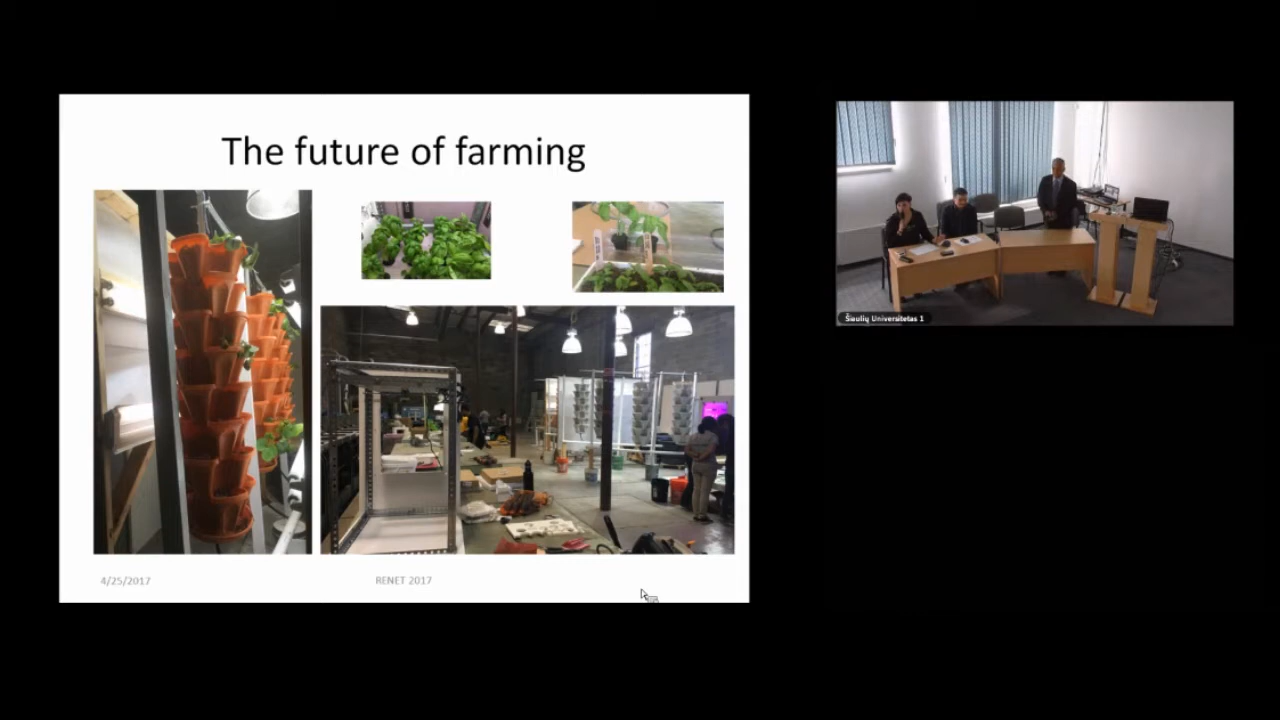 The future of farming
4/25/2017
RENET 2017
Šiaulių Universitetas 1